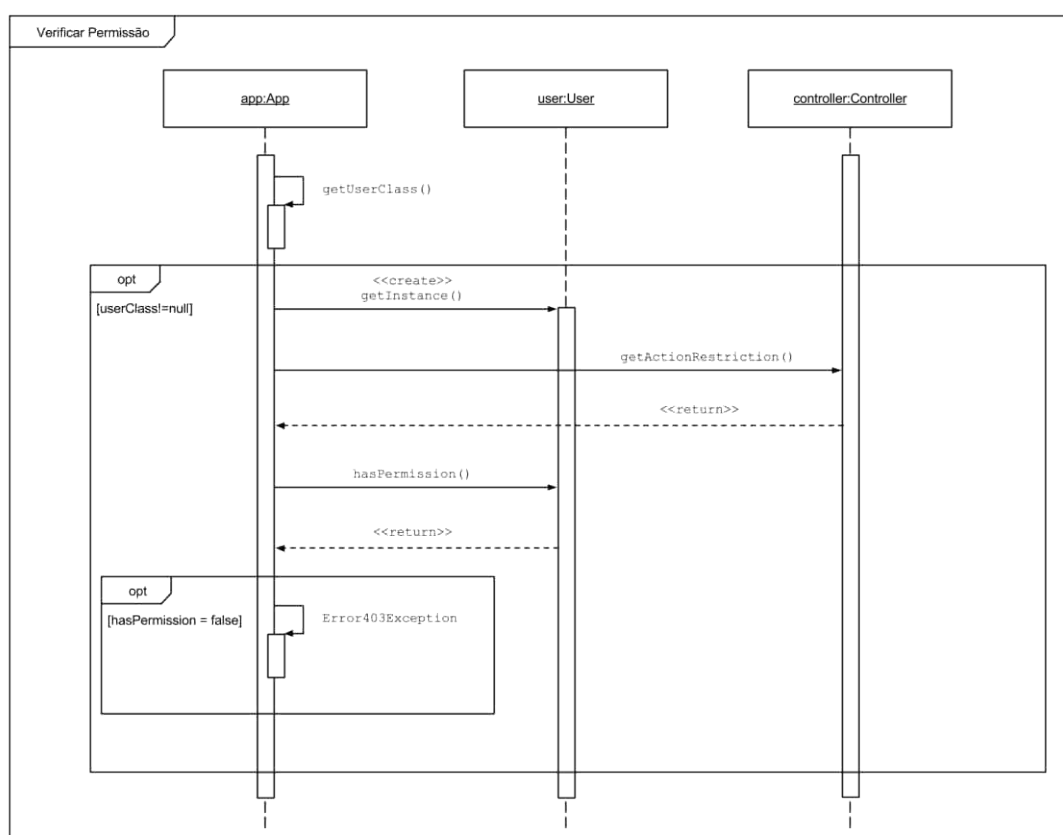 Verificar Permissão
app:App
user:User
controller:Controller
getUserClass()
opt
[userClass!=null]
<<create>>
getInstance()
getActionRestriction()
<<return>>
hasPermission()
<<return>>
opt
[hasPermission = false]
Error403Exception